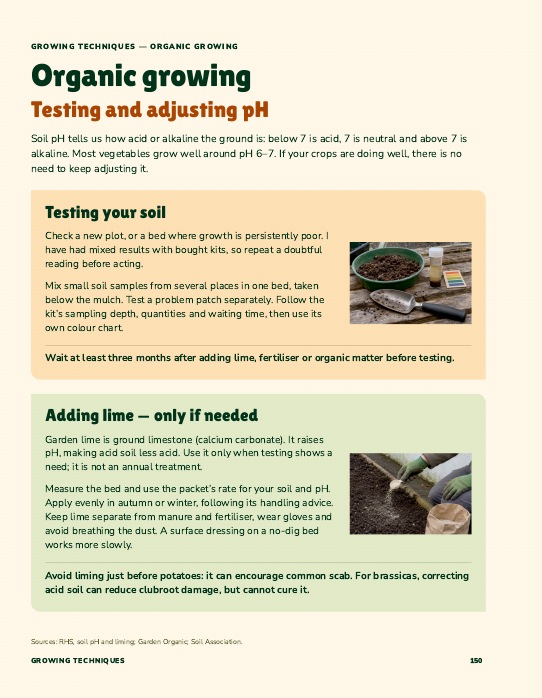 GROWING TECHNIQUES — ORGANIC GROWING
Organic growing
Testing and adjusting pH
Soil pH tells us how acid or alkaline the ground is: below 7 is acid, 7 is neutral and above 7 is
alkaline. Most vegetables grow well around pH 6–7. If your crops are doing well, there is no
need to keep adjusting it.
Testing your soil
Check a new plot, or a bed where growth is persistently poor. I
have had mixed results with bought kits, so repeat a doubtful
reading before acting.
Mix small soil samples from several places in one bed, taken
below the mulch. Test a problem patch separately. Follow the
kit’s sampling depth, quantities and waiting time, then use its
own colour chart.
Wait at least three months after adding lime, fertiliser or organic matter before testing.
Adding lime — only if needed
Garden lime is ground limestone (calcium carbonate). It raises
pH, making acid soil less acid. Use it only when testing shows a
need; it is not an annual treatment.
Measure the bed and use the packet’s rate for your soil and pH.
Apply evenly in autumn or winter, following its handling advice.
Keep lime separate from manure and fertiliser, wear gloves and
avoid breathing the dust. A surface dressing on a no-dig bed
works more slowly.
Avoid liming just before potatoes: it can encourage common scab. For brassicas, correcting
acid soil can reduce clubroot damage, but cannot cure it.
Sources: RHS, soil pH and liming; Garden Organic; Soil Association.
GROWING TECHNIQUES
150